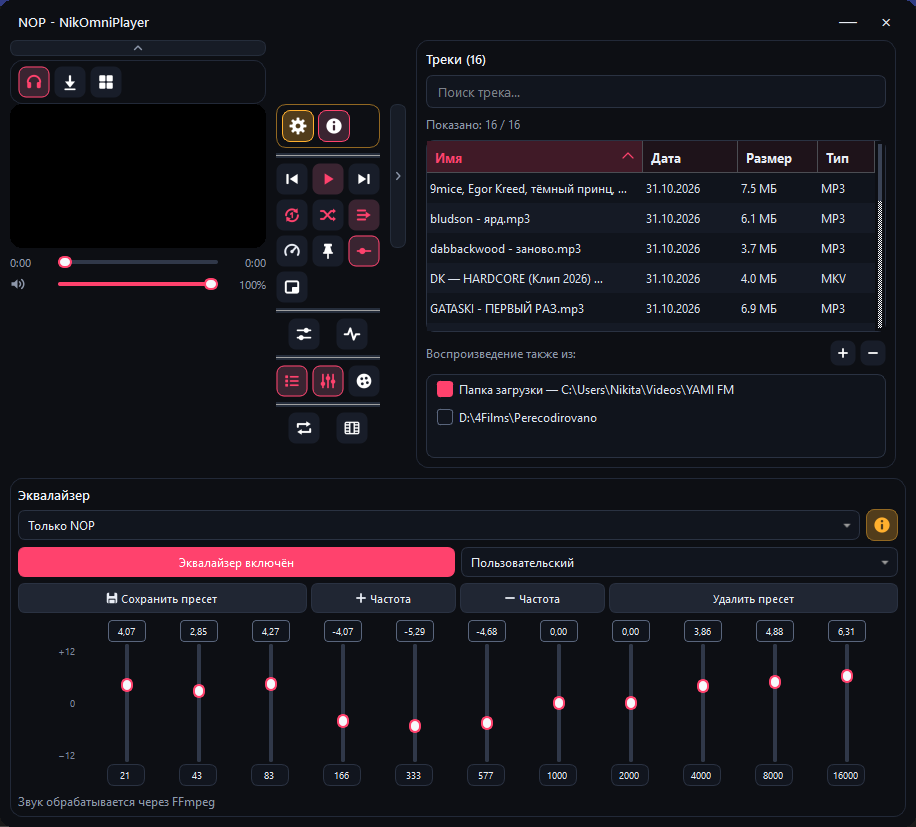 NOP - NikOmniPlayer
0:00 0:00
100%
Треки (16)
Поиск трека...
Показано: 16 / 16
Имя Дата Размер Тип
9mice, Egor Kreed, тёмный принц, ... 31.10.2026 7.5 МБ MP3
bludson - ярд.mp3 31.10.2026 6.1 МБ MP3
dabbackwood - заново.mp3 31.10.2026 3.7 МБ MP3
DK — HARDCORE (Клип 2026) ... 31.10.2026 4.0 МБ MKV
GATASKI - ПЕРВЫЙ РАЗ.mp3 31.10.2026 6.9 МБ MP3
Воспроизведение также из:
Папка загрузки — C:\Users\Nikita\Videos\YAMI FM
D:\4Films\Perecodirovano
Эквалайзер
Только NOP
Эквалайзер включён Пользовательский
Сохранить пресет + Частота − Частота Удалить пресет
4,07 2,85 4,27 -4,07 -5,29 -4,68 0,00 0,00 3,86 4,88 6,31
+12
0
−12
21 43 83 166 333 577 1000 2000 4000 8000 16000
Звук обрабатывается через FFmpeg